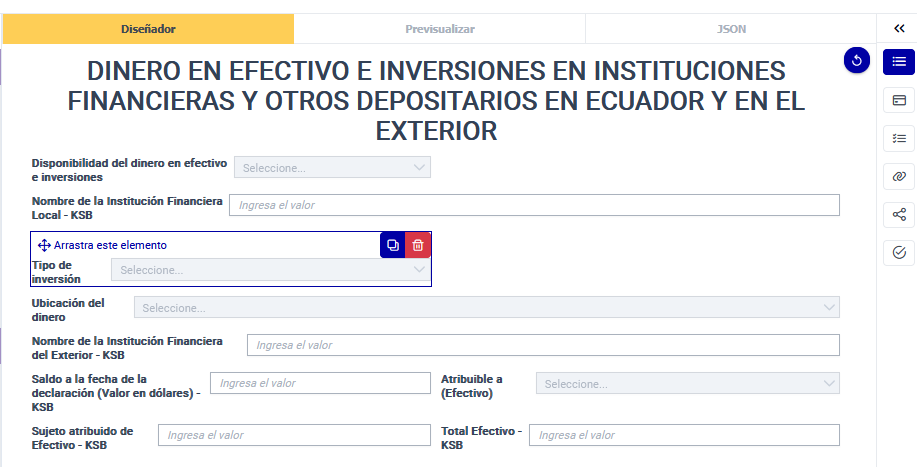 Diseñador
Previsualizar
JSON
DINERO EN EFECTIVO E INVERSIONES EN INSTITUCIONES
FINANCIERAS Y OTROS DEPOSITARIOS EN ECUADOR Y EN EL
EXTERIOR
Disponibilidad del dinero en efectivo
e inversiones
Seleccione...
Nombre de la Institución Financiera
Local - KSB
Ingresa el valor
Arrastra este elemento
Tipo de
inversión
Seleccione...
Ubicación del
dinero
Seleccione...
Nombre de la Institución Financiera
del Exterior - KSB
Ingresa el valor
Saldo a la fecha de la
declaración (Valor en dólares) -
KSB
Ingresa el valor
Atribuible a
(Efectivo)
Seleccione...
Sujeto atribuido de
Efectivo - KSB
Ingresa el valor
Total Efectivo -
KSB
Ingresa el valor